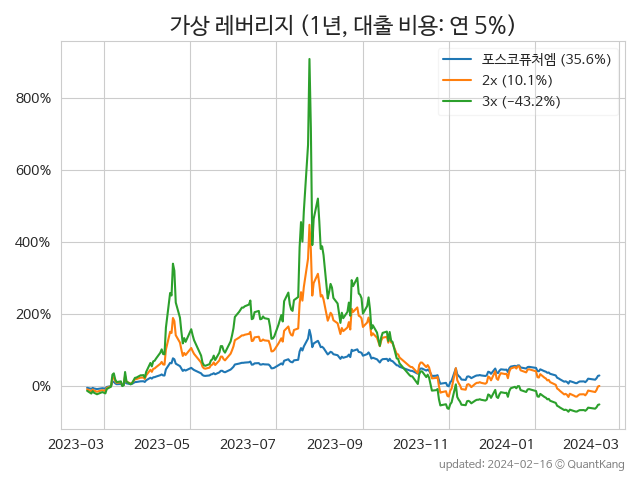 가상 레버리지 (1년, 대출 비용: 연 5%)
포스코퓨처엠 (35.6%)
2x (10.1%)
3x (-43.2%)
800%
600%
400%
200%
0%
2023-03 2023-05 2023-07 2023-09 2023-11 2024-01 2024-03
updated: 2024-02-16 © QuantKang